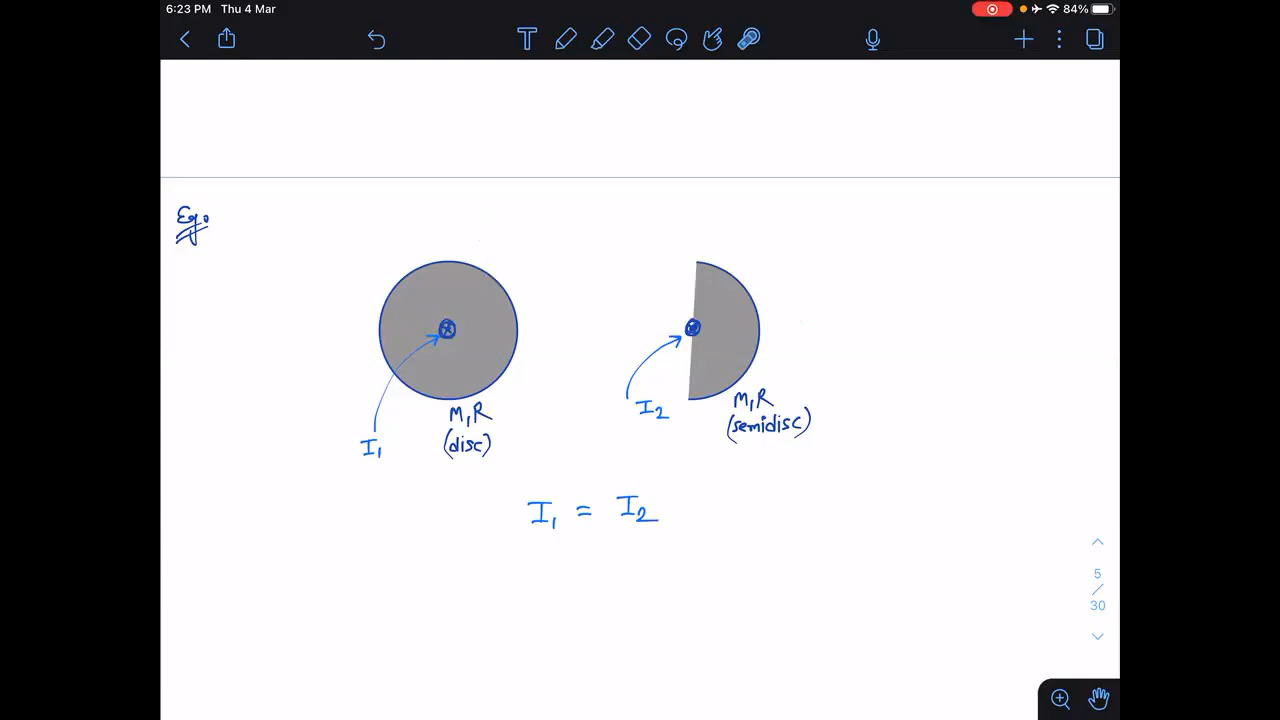 6:23 PM Thu 4 Mar
84%
Eg.
M,R
(disc)
I₁
M,R
(semidisc)
I₂
I₁ = I₂
5
/
30